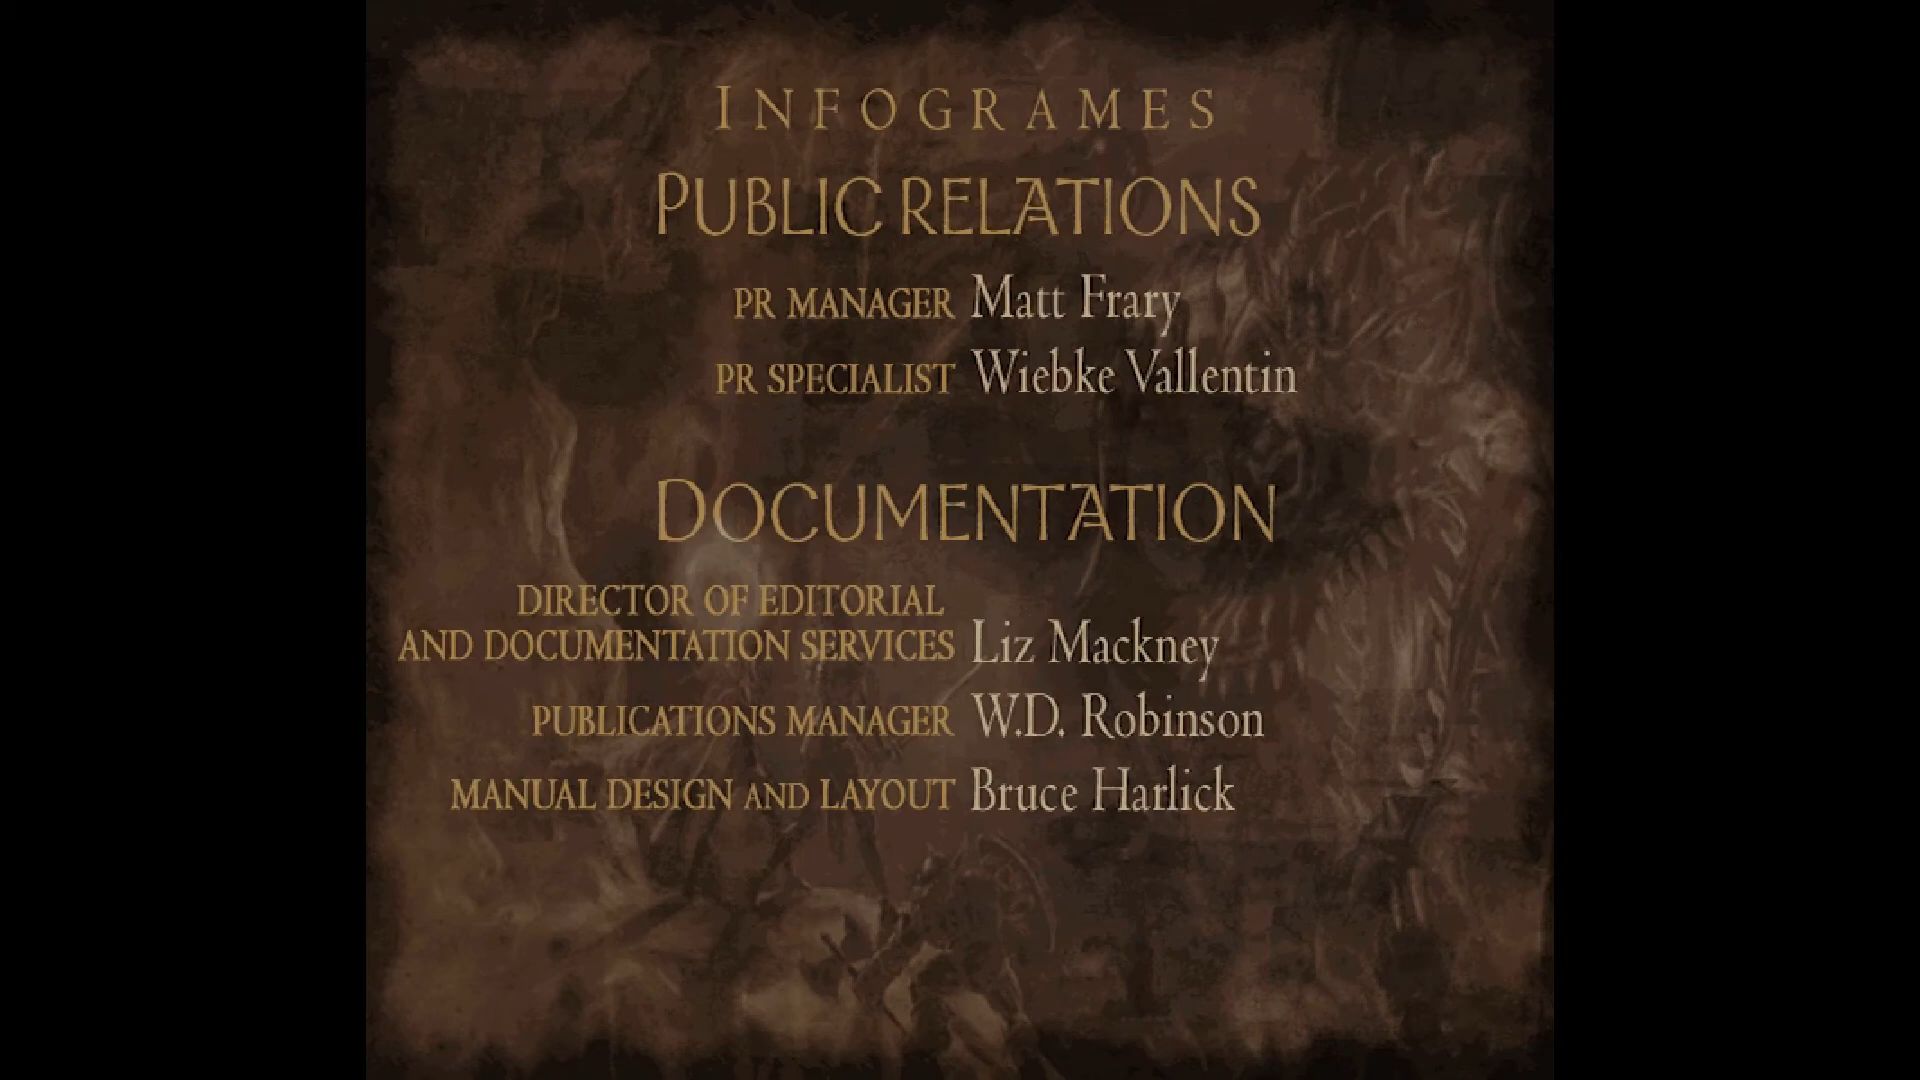 INFOGRAMES
PUBLIC RELATIONS
PR MANAGER Matt Frary
PR SPECIALIST Wiebke Vallentin
DOCUMENTATION
DIRECTOR OF EDITORIAL
AND DOCUMENTATION SERVICES Liz Mackney
PUBLICATIONS MANAGER W.D. Robinson
MANUAL DESIGN AND LAYOUT Bruce Harlick